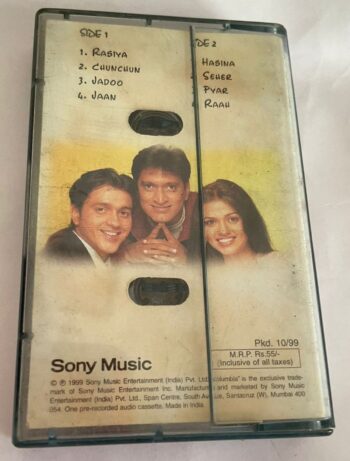 SIDE 1
1. RASIYA
2. CHUNCHUN
3. JADOO
4. JAAN
DE 2
HASINA
SEHER
PYAR
RAAH
Pkd. 10/99
Sony Music
M.R.P. Rs.55/-
(inclusive of all taxes)
© ℗ 1999 Sony Music Entertainment (India) Pvt. Ltd. "Columbia" is the exclusive trade-
mark of Sony Music Entertainment Inc. Manufactured and marketed by Sony Music
Entertainment (India) Pvt. Ltd., Span Centre, South Avenue, Santacruz (W), Mumbai 400
054. One pre-recorded audio cassette. Made in India.